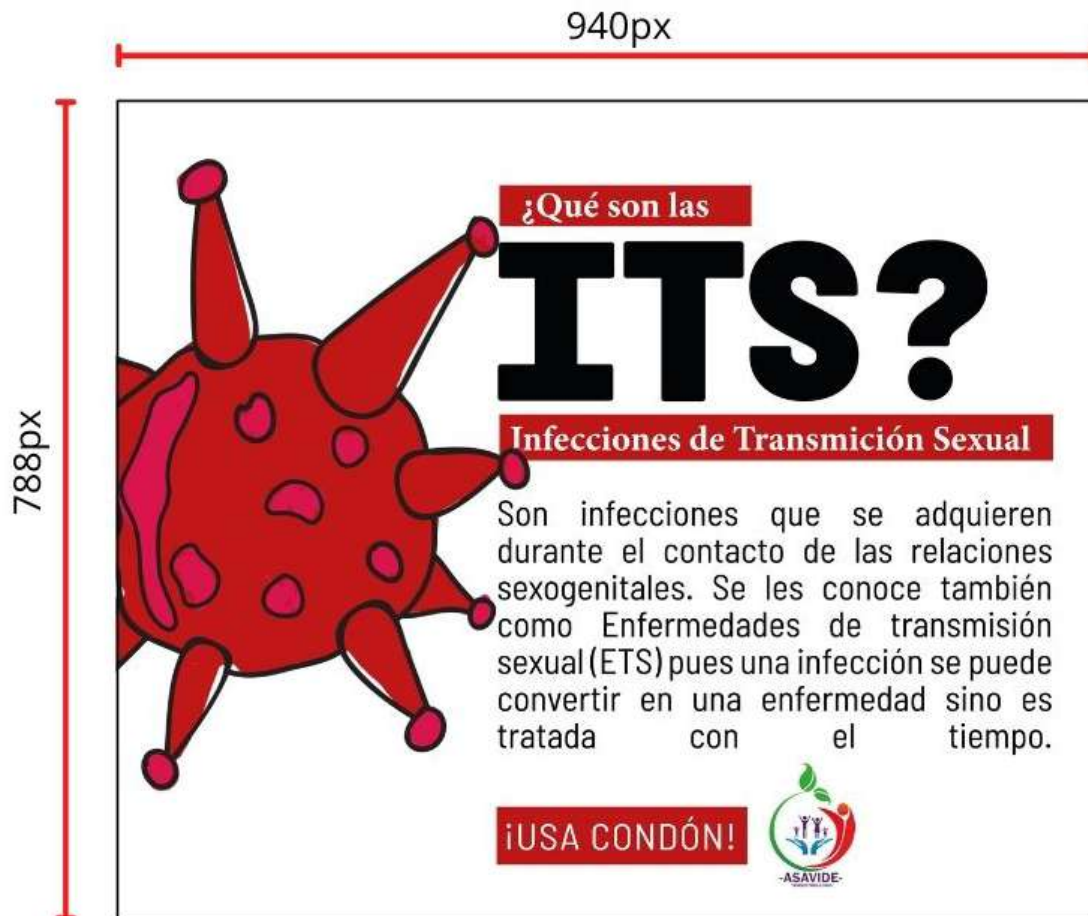 940px
788px
¿Qué son las
ITS?
Infecciones de Transmición Sexual
Son infecciones que se adquieren
durante el contacto de las relaciones
sexogenitales. Se les conoce también
como Enfermedades de transmisión
sexual (ETS) pues una infección se puede
convertir en una enfermedad sino es
tratada con el tiempo.
¡USA CONDÓN!
-ASAVIDE-